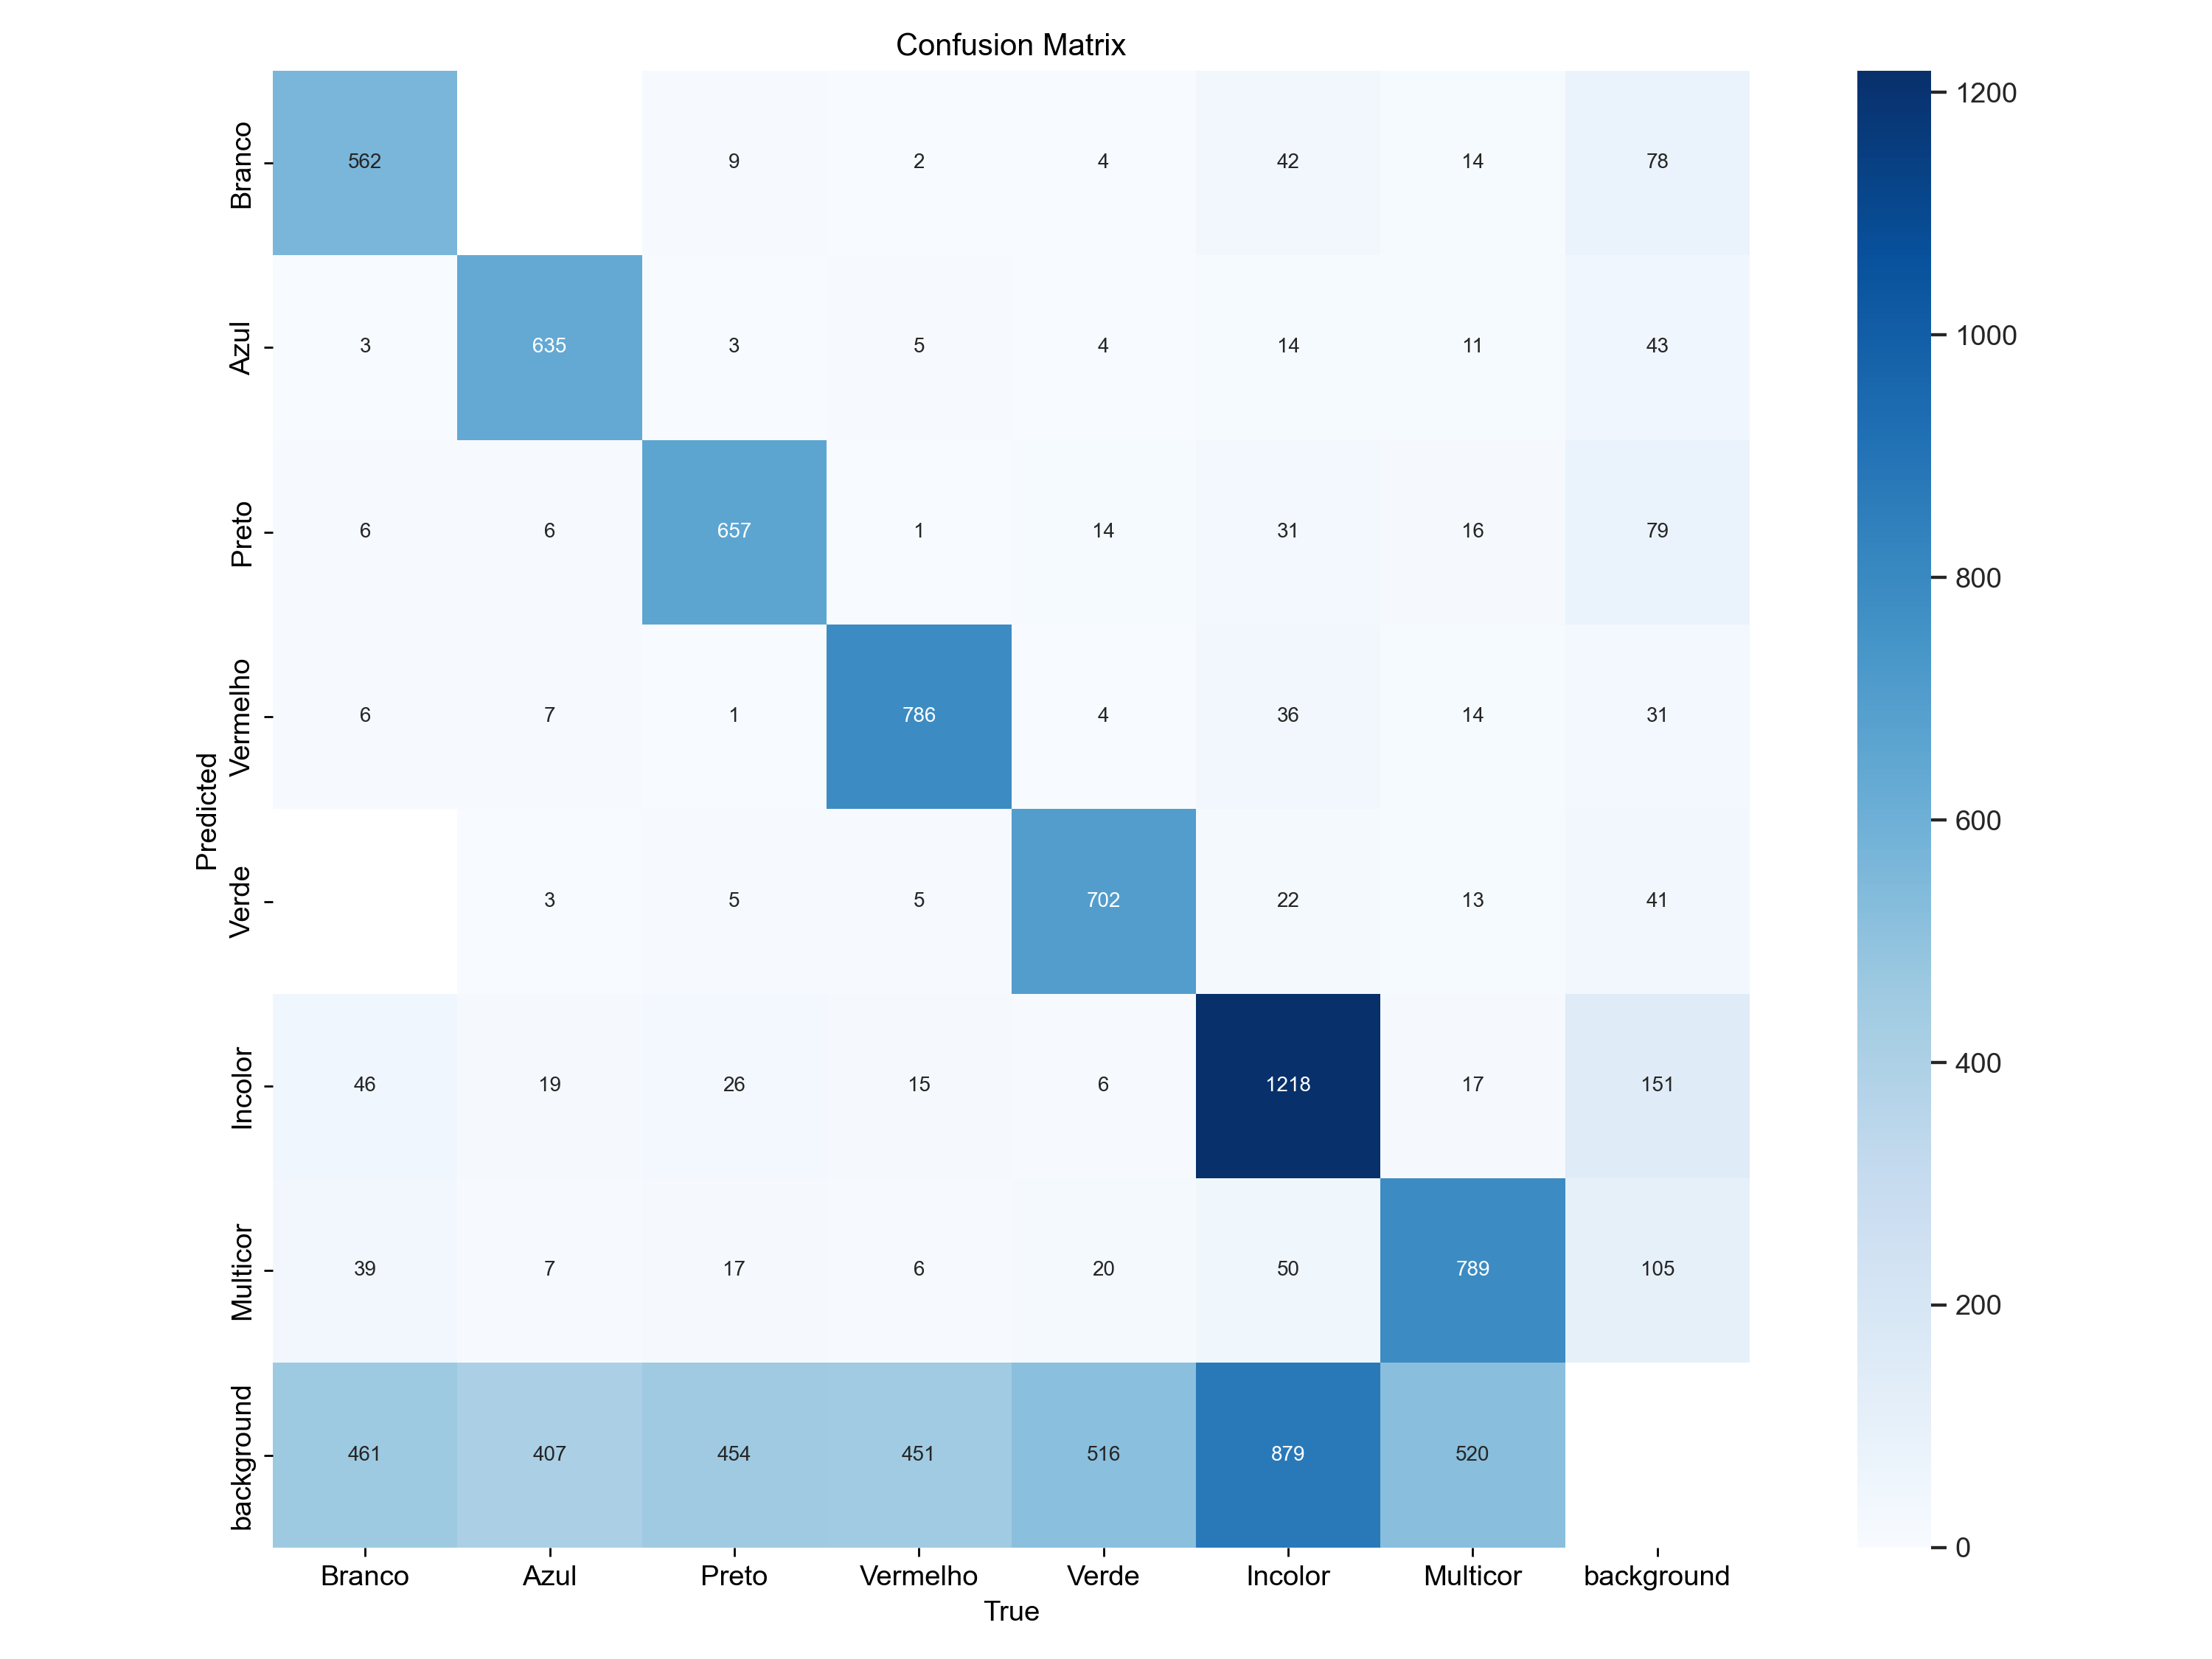 Confusion Matrix
Branco 562 9 2 4 42 14 78
Azul 3 635 3 5 4 14 11 43
Preto 6 6 657 1 14 31 16 79
Vermelho 6 7 1 786 4 36 14 31
Verde 3 5 5 702 22 13 41
Incolor 46 19 26 15 6 1218 17 151
Multicor 39 7 17 6 20 50 789 105
background 461 407 454 451 516 879 520
Branco Azul Preto Vermelho Verde Incolor Multicor background
True
Predicted
1200
1000
800
600
400
200
0